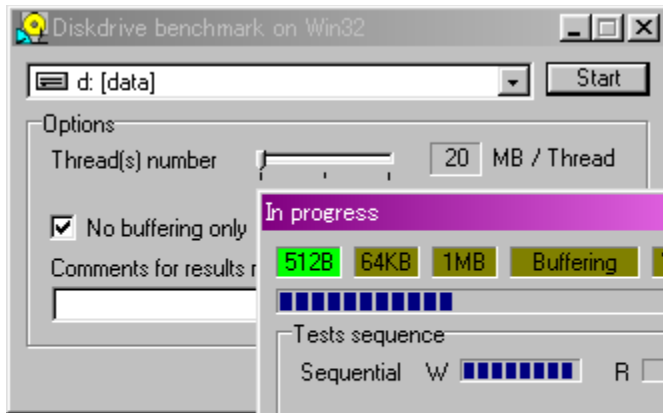 Diskdrive benchmark on Win32
d: [data]
Start
Options
Thread(s) number
20 MB / Thread
No buffering only
Comments for results
In progress
512B 64KB 1MB Buffering
Tests sequence
Sequential W R